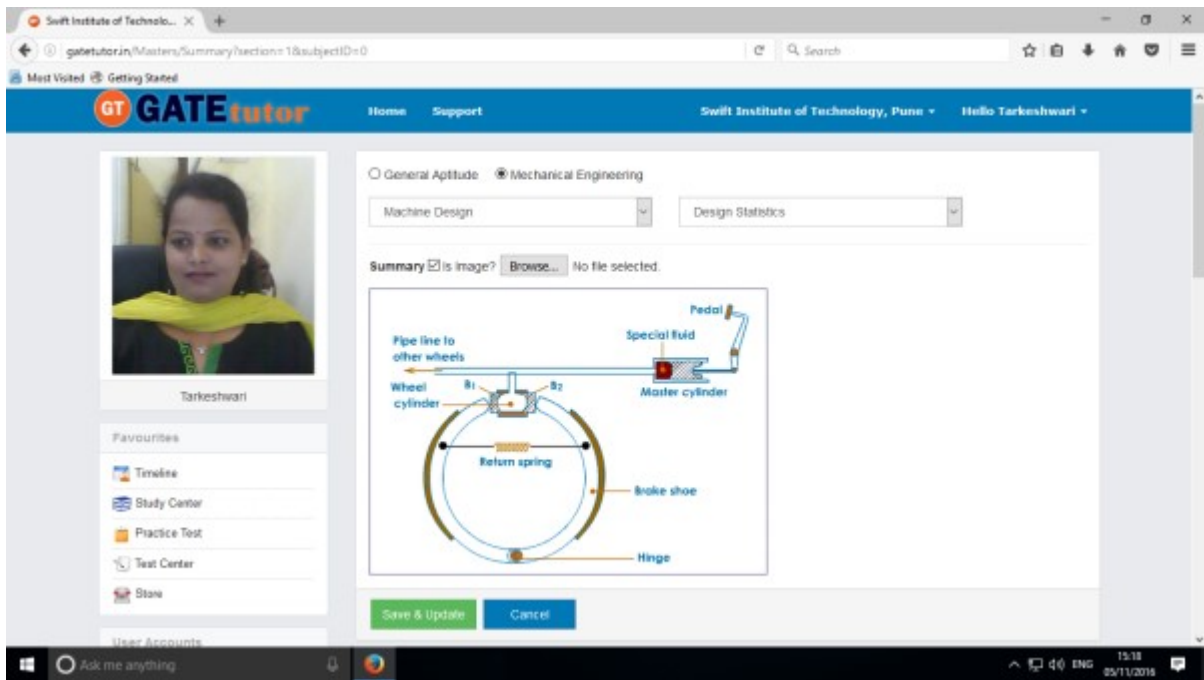 Swift Institute of Technolo...
gatetutor.in/Masters/Summary?section=1&subjectID=0
Search
Most Visited Getting Started
GT GATEtutor Home Support Swift Institute of Technology, Pune Hello Tarkeshwari
General Aptitude Mechanical Engineering
Machine Design Design Statistics
Summary Is Image? Browse... No file selected.
Pedal
Special fluid
Pipe line to
other wheels
Wheel
cylinder
B1 B2
Master cylinder
Return spring
Brake shoe
Hinge
Save & Update Cancel
Tarkeshwari
Favourites
Timeline
Study Center
Practice Test
Test Center
Store
User Accounts
Ask me anything
ENG
15:18
05/11/2016